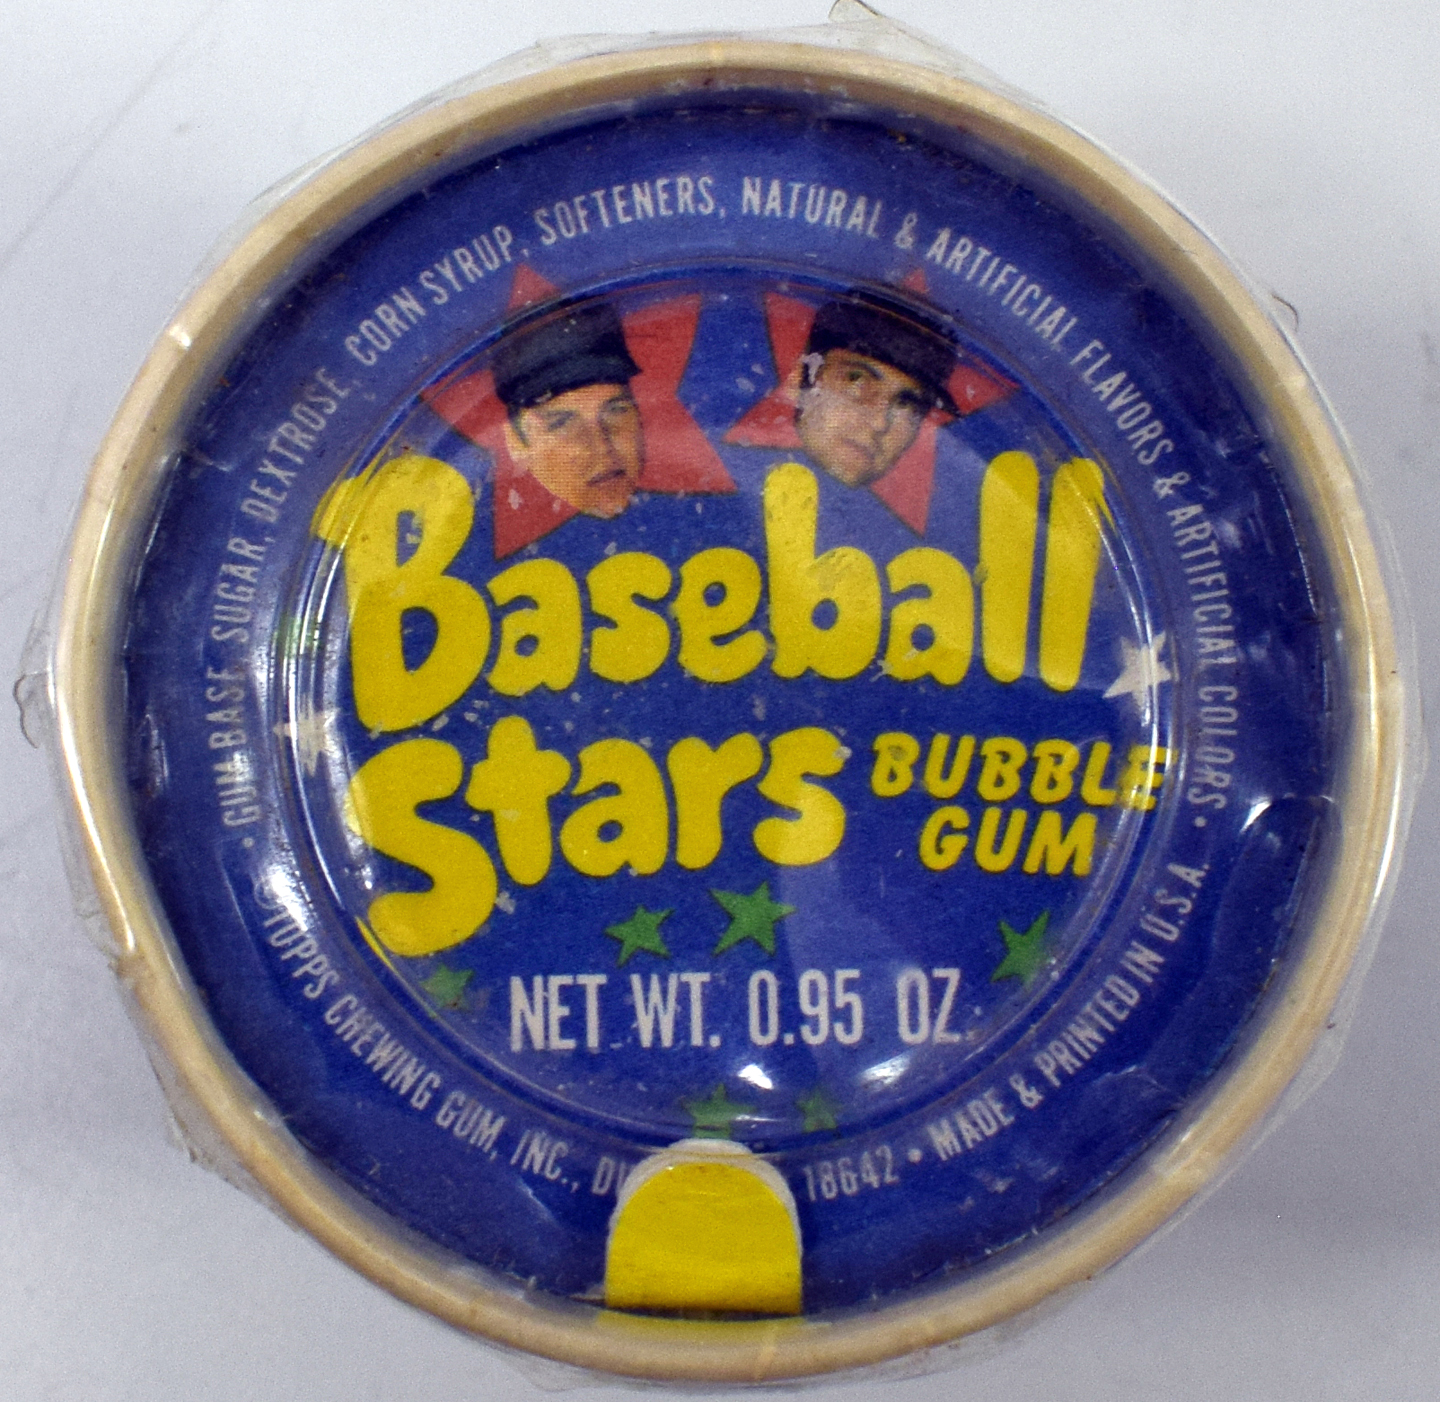 • GUM BASE, SUGAR, DEXTROSE, CORN SYRUP, SOFTENERS, NATURAL & ARTIFICIAL FLAVORS & ARTIFICIAL COLORS •
Baseball
Stars
BUBBLE
GUM
NET WT. 0.95 OZ.
© TOPPS CHEWING GUM, INC., 18642 • MADE & PRINTED IN U.S.A.